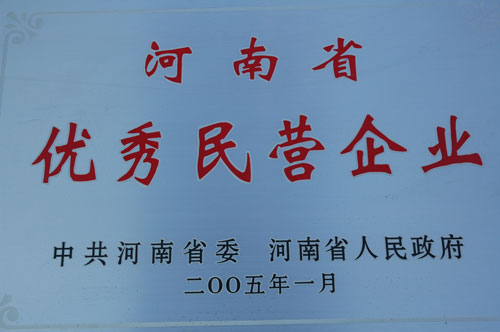 河南省
优秀民营企业
中共河南省委 河南省人民政府
二OO五年一月